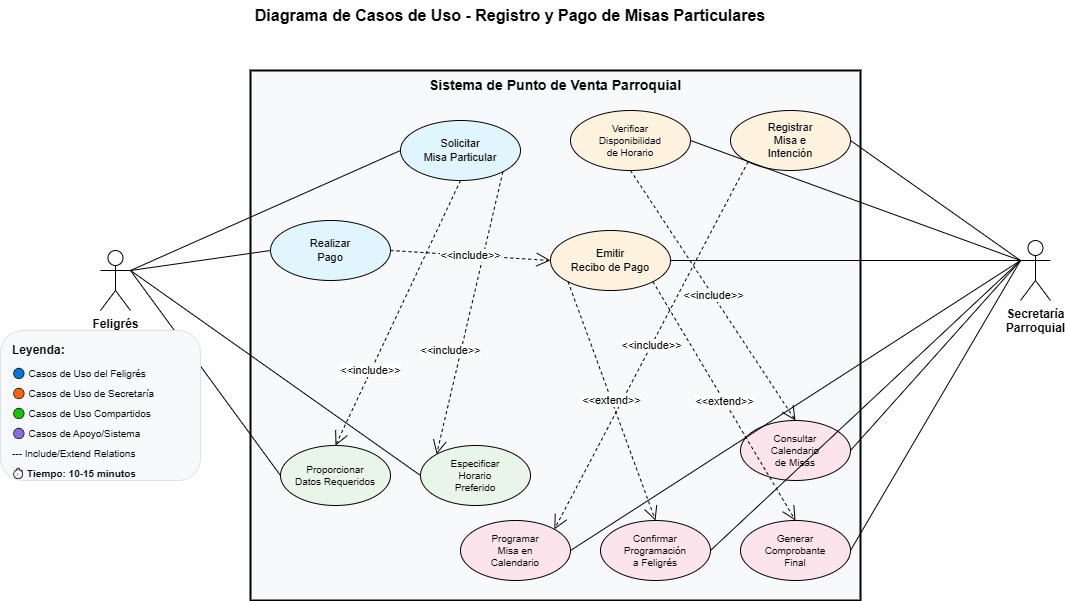 Diagrama de Casos de Uso - Registro y Pago de Misas Particulares
Sistema de Punto de Venta Parroquial
Solicitar
Misa Particular
Verificar
Disponibilidad
de Horario
Registrar
Misa e
Intención
Realizar
Pago
<<include>>
Emitir
Recibo de Pago
Feligrés
Secretaría
Parroquial
<<include>>
<<include>>
<<include>>
<<include>>
<<extend>>
<<extend>>
Leyenda:
Casos de Uso del Feligrés
Casos de Uso de Secretaría
Casos de Uso Compartidos
Casos de Apoyo/Sistema
--- Include/Extend Relations
⏱ Tiempo: 10-15 minutos
Proporcionar
Datos Requeridos
Especificar
Horario
Preferido
Consultar
Calendario
de Misas
Programar
Misa en
Calendario
Confirmar
Programación
a Feligrés
Generar
Comprobante
Final